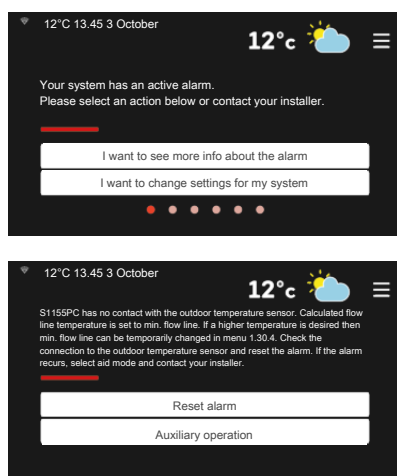 12°C 13.45 3 October
12°c
Your system has an active alarm.
Please select an action below or contact your installer.
I want to see more info about the alarm
I want to change settings for my system
12°C 13.45 3 October
12°c
S1155PC has no contact with the outdoor temperature sensor. Calculated flow
line temperature is set to min. flow line. If a higher temperature is desired then
min. flow line can be temporarily changed in menu 1.30.4. Check the
connection to the outdoor temperature sensor and reset the alarm. If the alarm
recurs, select aid mode and contact your installer.
Reset alarm
Auxiliary operation